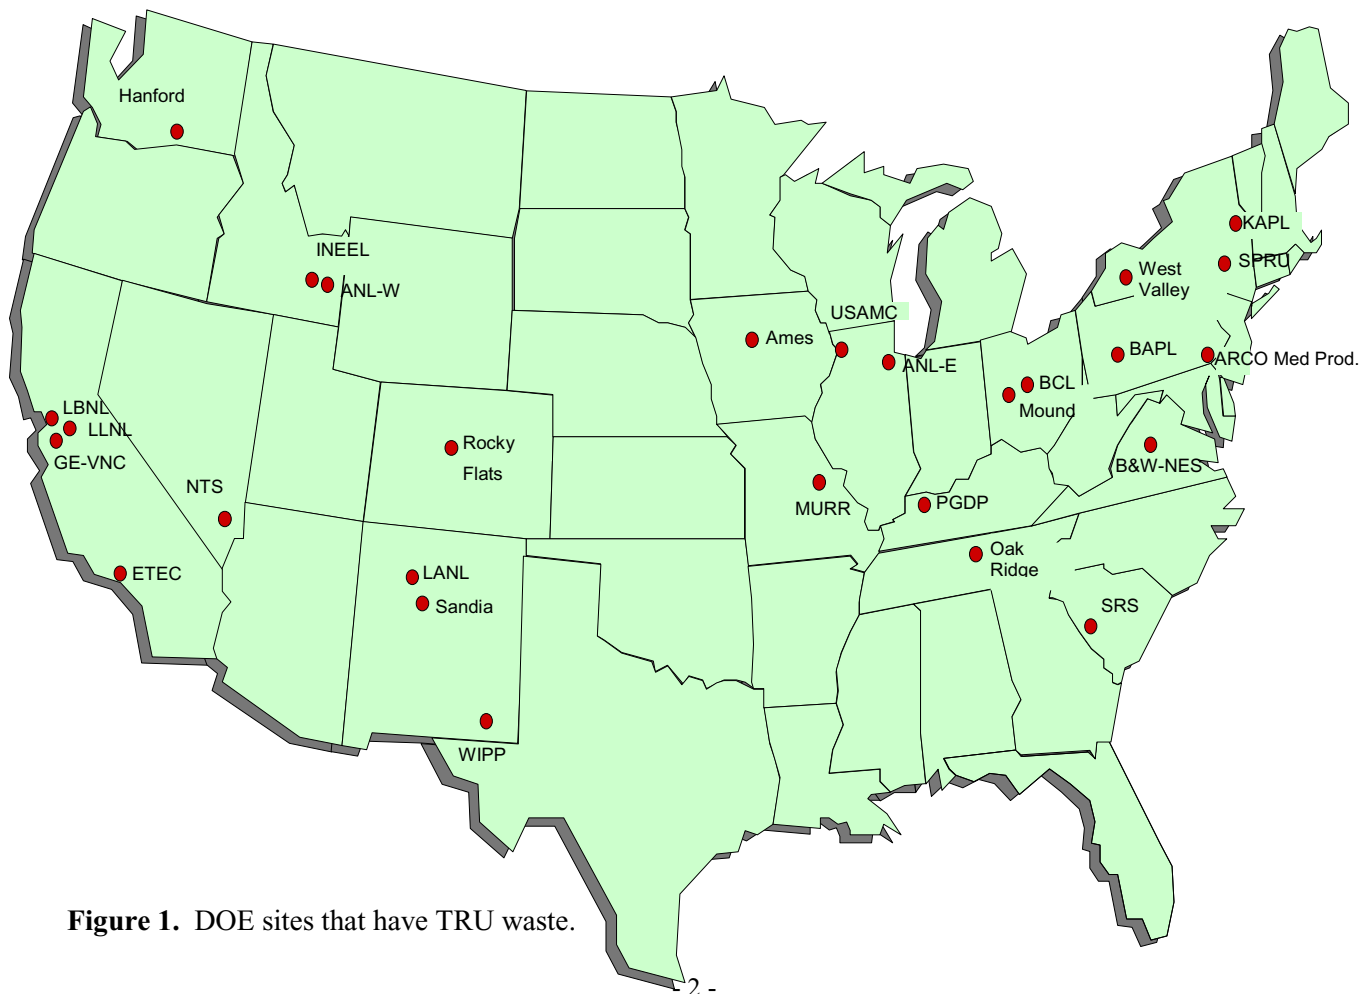 Hanford
KAPL
INEEL
SPRU
West
Valley
ANL-W
USAMC
Ames
BAPL
ARCO Med Prod.
ANL-E
BCL
Mound
LBNL
LLNL
GE-VNC
Rocky
Flats
B&W-NES
NTS
MURR
PGDP
Oak
Ridge
ETEC
LANL
Sandia
SRS
WIPP
Figure 1. DOE sites that have TRU waste.
- 2 -